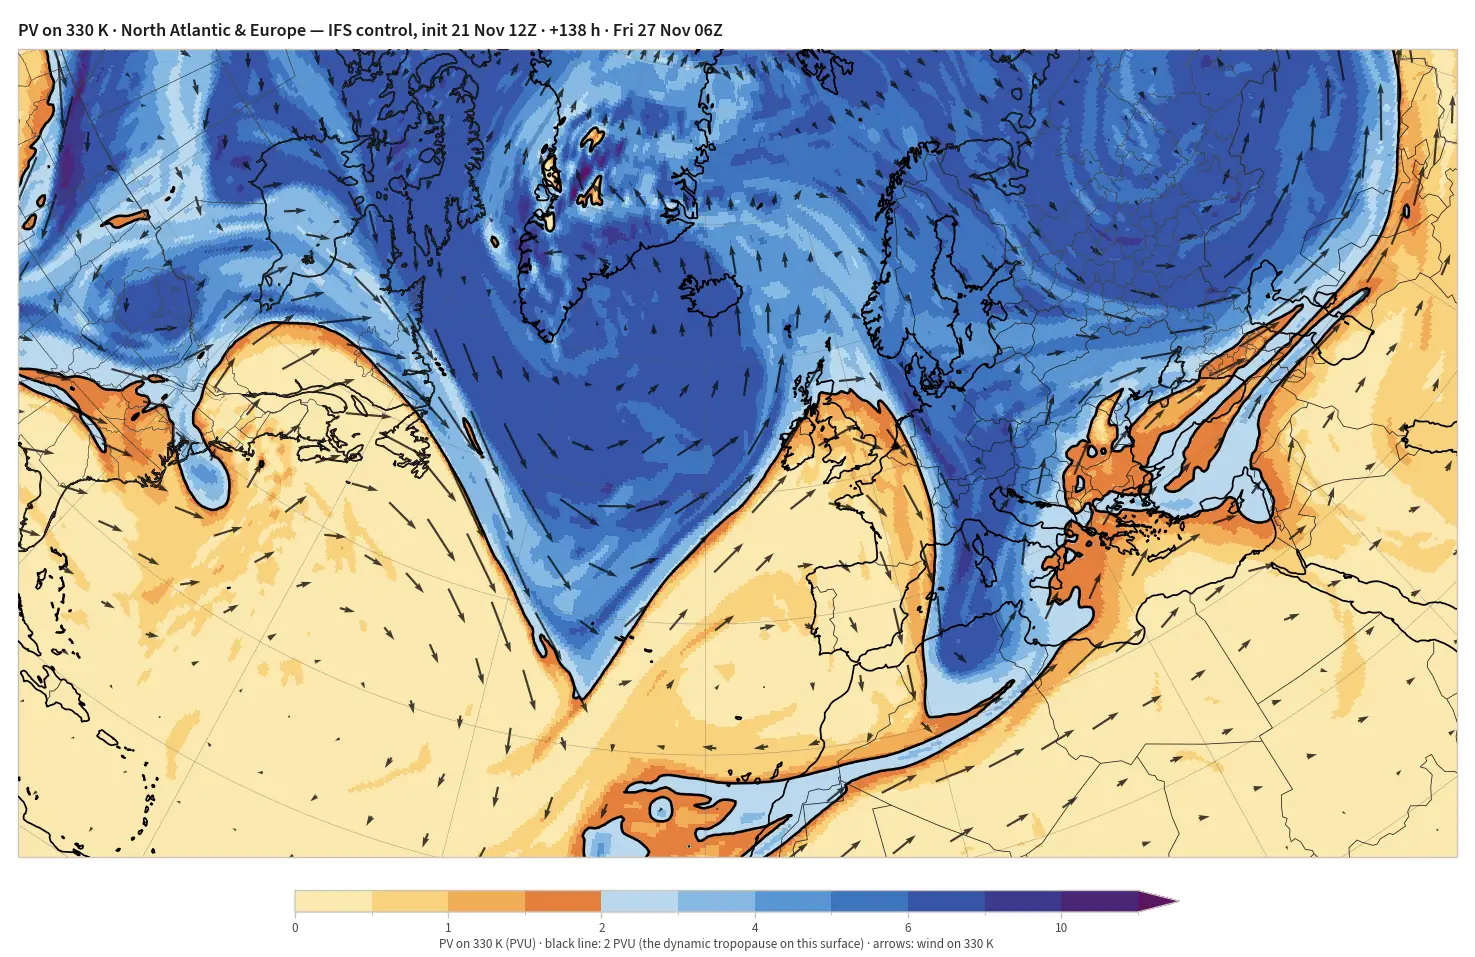 PV on 330 K · North Atlantic & Europe — IFS control, init 21 Nov 12Z · +138 h · Fri 27 Nov 06Z
0 1 2 4 6 10
PV on 330 K (PVU) · black line: 2 PVU (the dynamic tropopause on this surface) · arrows: wind on 330 K